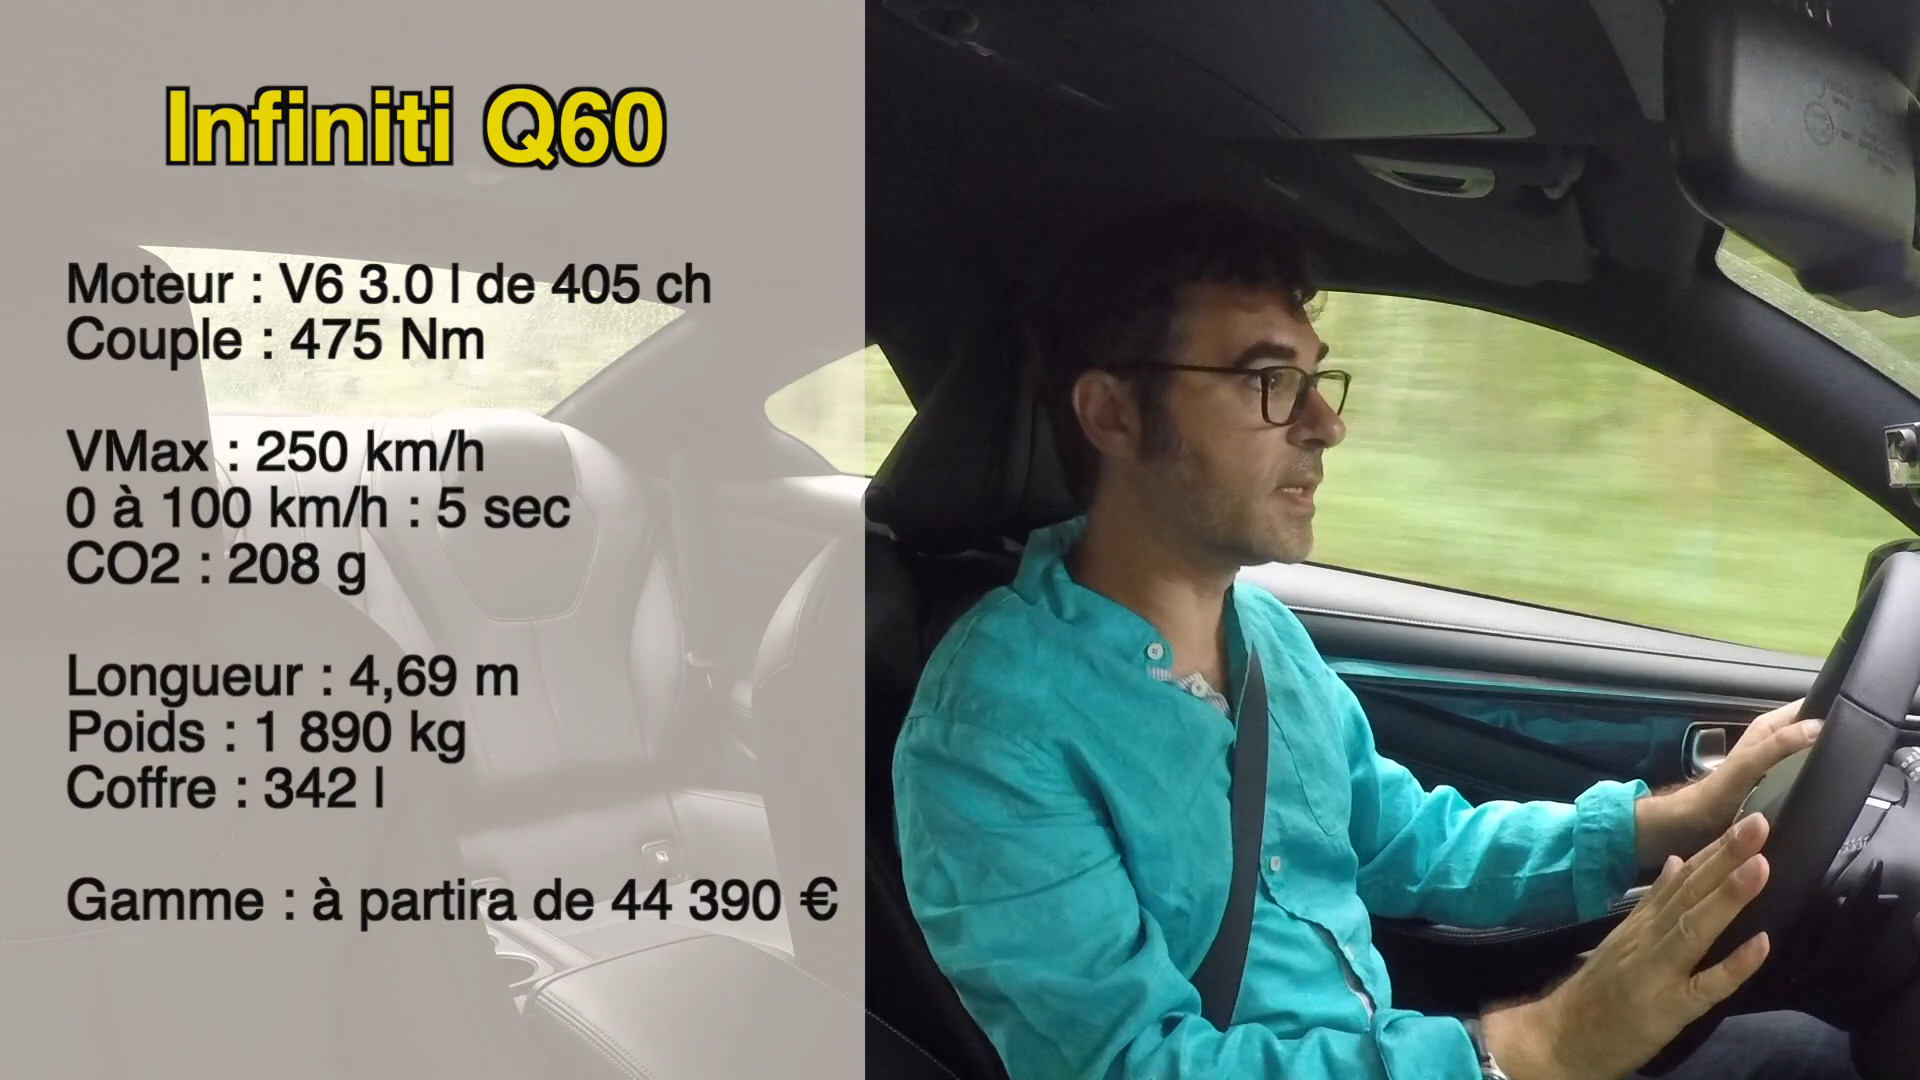 Infiniti Q60
Moteur : V6 3.0 l de 405 ch
Couple : 475 Nm
VMax : 250 km/h
0 à 100 km/h : 5 sec
CO2 : 208 g
Longueur : 4,69 m
Poids : 1 890 kg
Coffre : 342 l
Gamme : à partira de 44 390 €